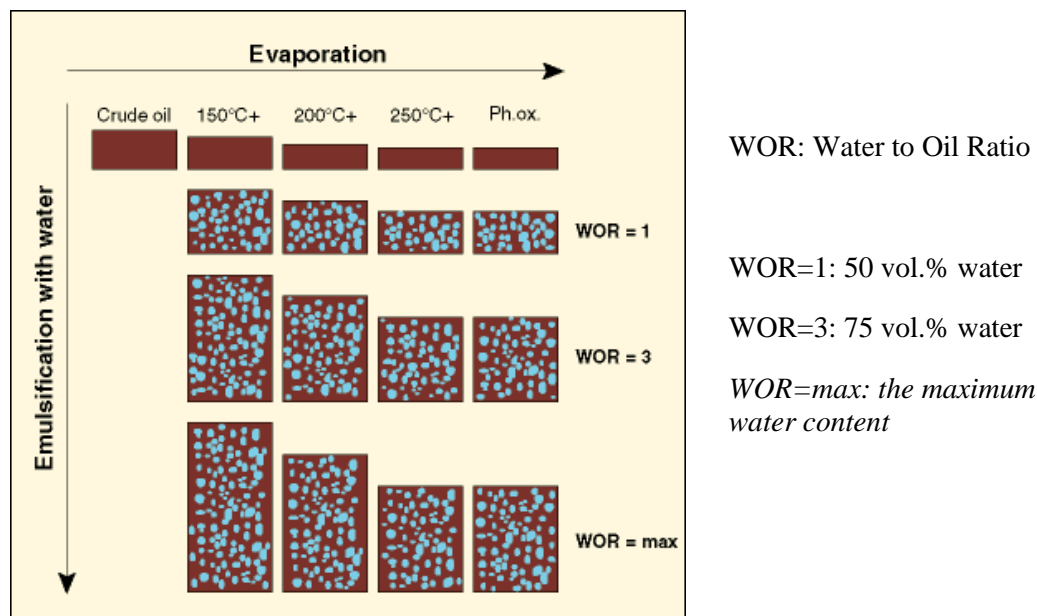 Evaporation
Crude oil 150°C+ 200°C+ 250°C+ Ph.ox.
Emulsification with water
WOR = 1
WOR = 3
WOR = max
WOR: Water to Oil Ratio
WOR=1: 50 vol.% water
WOR=3: 75 vol.% water
WOR=max: the maximum
water content